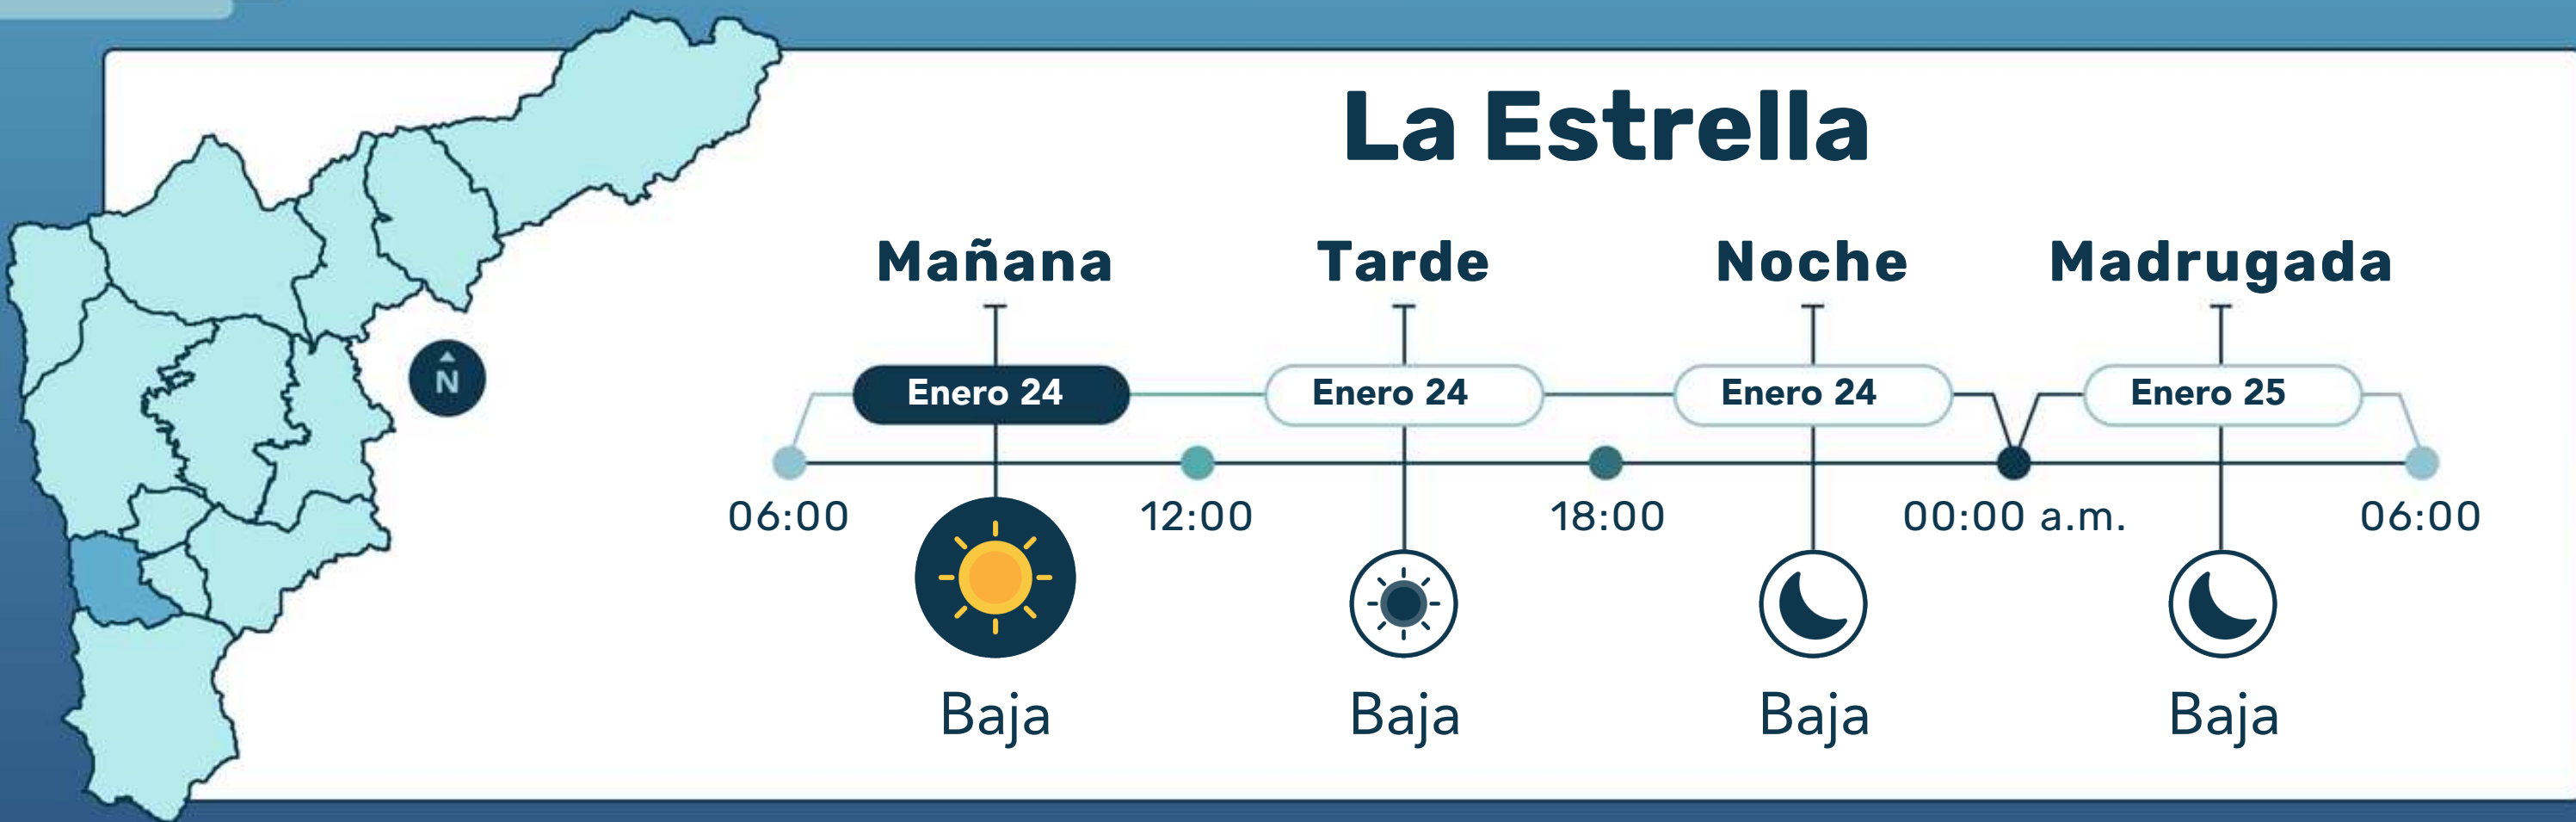 La Estrella
Mañana Tarde Noche Madrugada
N
Enero 24 Enero 24 Enero 24 Enero 25
06:00 12:00 18:00 00:00 a.m. 06:00
Baja Baja Baja Baja